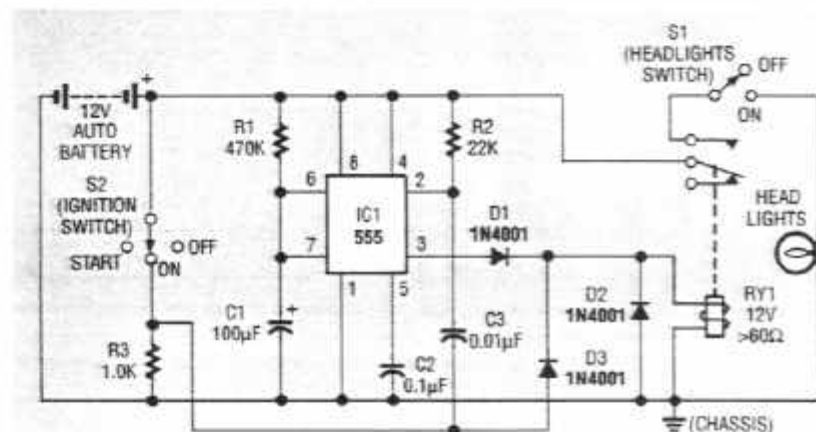 S1
(HEADLIGHTS
SWITCH)
OFF
ON
+
12V
AUTO
BATTERY
R1
470K
8
4
R2
22K
S2
(IGNITION
SWITCH)
OFF
START
ON
6
2
IC1
555
7
3
1
5
D1
1N4001
HEAD
LIGHTS
+
C1
100µF
C3
0.01µF
D2
1N4001
RY1
12V
>60Ω
R3
1.0K
C2
0.1µF
D3
1N4001
(CHASSIS)